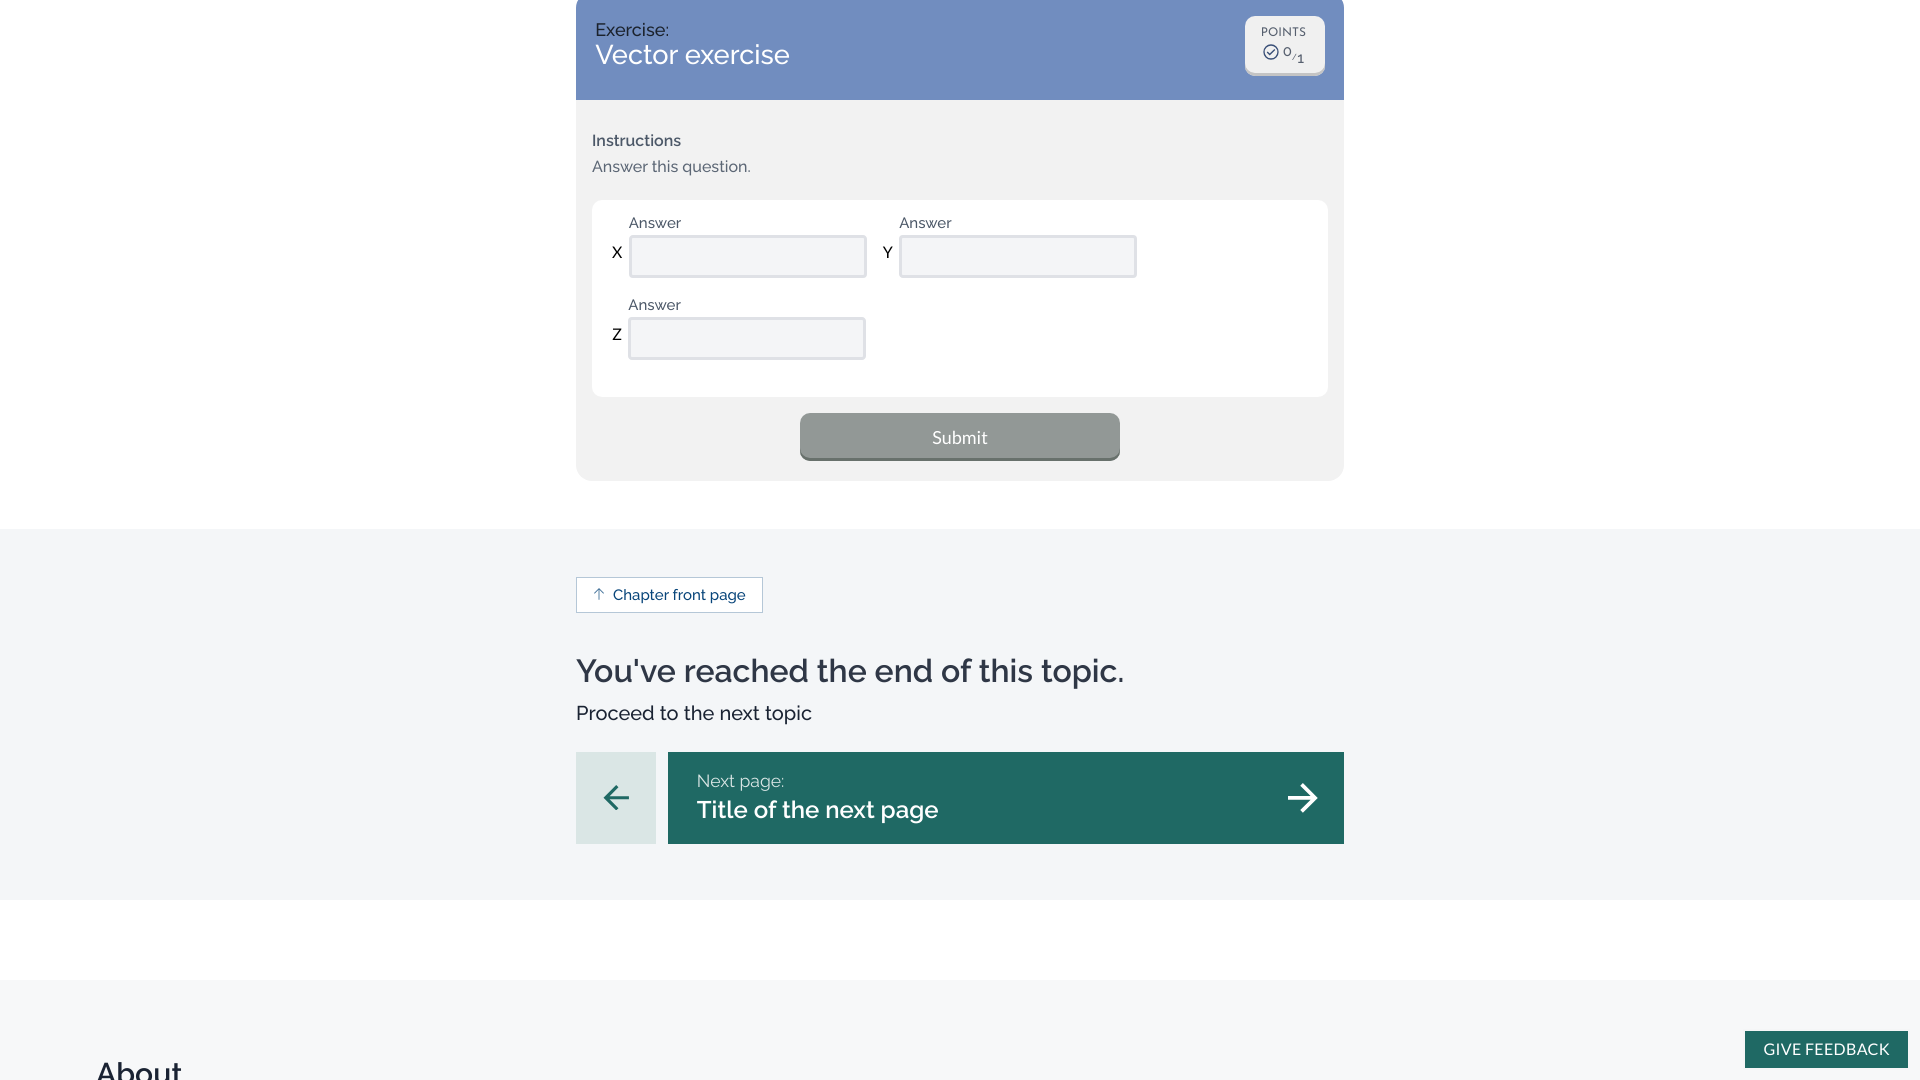 Exercise:
Vector exercise
POINTS
0/1
Instructions
Answer this question.
Answer
Answer
X
Y
Answer
Z
Submit
Chapter front page
You've reached the end of this topic.
Proceed to the next topic
Next page:
Title of the next page
GIVE FEEDBACK
About